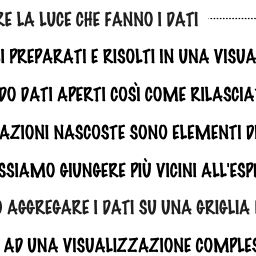 RE LA LUCE CHE FANNO I DATI
I PREPARATI E RISOLTI IN UNA VISUA
DO DATI APERTI COSÌ COME RILASCIA
AZIONI NASCOSTE SONO ELEMENTI D
SSIAMO GIUNGERE PIÙ VICINI ALL'ESP
O AGGREGARE I DATI SU UNA GRIGLIA
AD UNA VISUALIZZAZIONE COMPLES